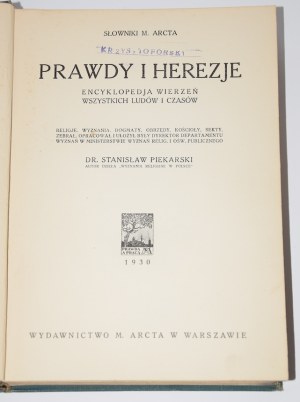 SŁOWNIKI M. ARCTA
PRAWDY I HEREZJE
ENCYKLOPEDJA WIERZEŃ
WSZYSTKICH LUDÓW I CZASÓW
RELIGJE, WYZNANIA, DOGMATY, OBRZĘDY, KOŚCIOŁY, SEKTY,
ZEBRAŁ, OPRACOWAŁ I UŁOŻYŁ BYŁY DYREKTOR DEPARTAMENTU
WYZNAŃ W MINISTERSTWIE WYZNAŃ RELIG. I OŚW. PUBLICZNEGO
DR. STANISŁAW PIEKARSKI
AUTOR DZIEŁA „WYZNANIA RELIGIJNE W POLSCE”
1930
WYDAWNICTWO M. ARCTA W WARSZAWIE